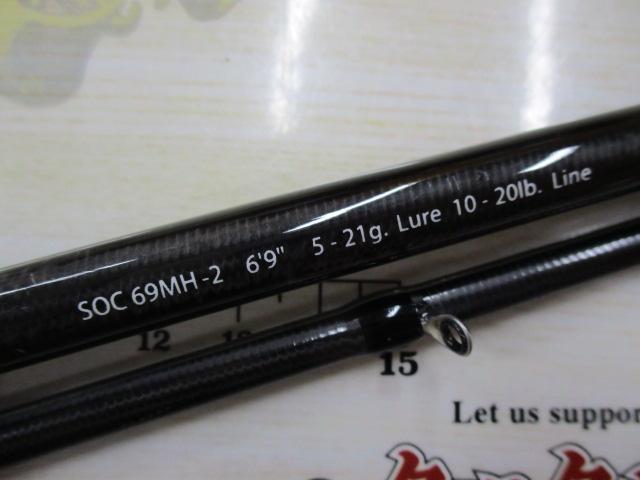 SOC 69MH-2 6'9" 5 - 21g. Lure 10 - 20lb. Line
12
15
Let us suppor